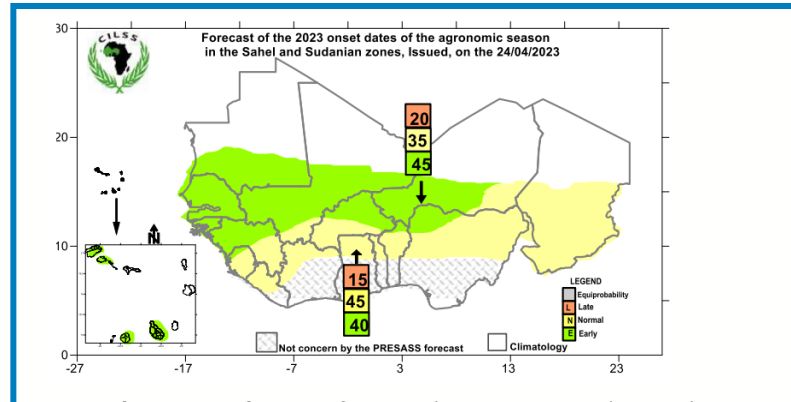 Forecast of the 2023 onset dates of the agronomic season
in the Sahel and Sudanian zones, Issued, on the 24/04/2023
CILSS
30
20
10
0
20
35
45
N
15
45
40
LEGEND
Equiprobability
L Late
N Normal
E Early
Not concern by the PRESASS forecast
Climatology
-27 -17 -7 3 13 23